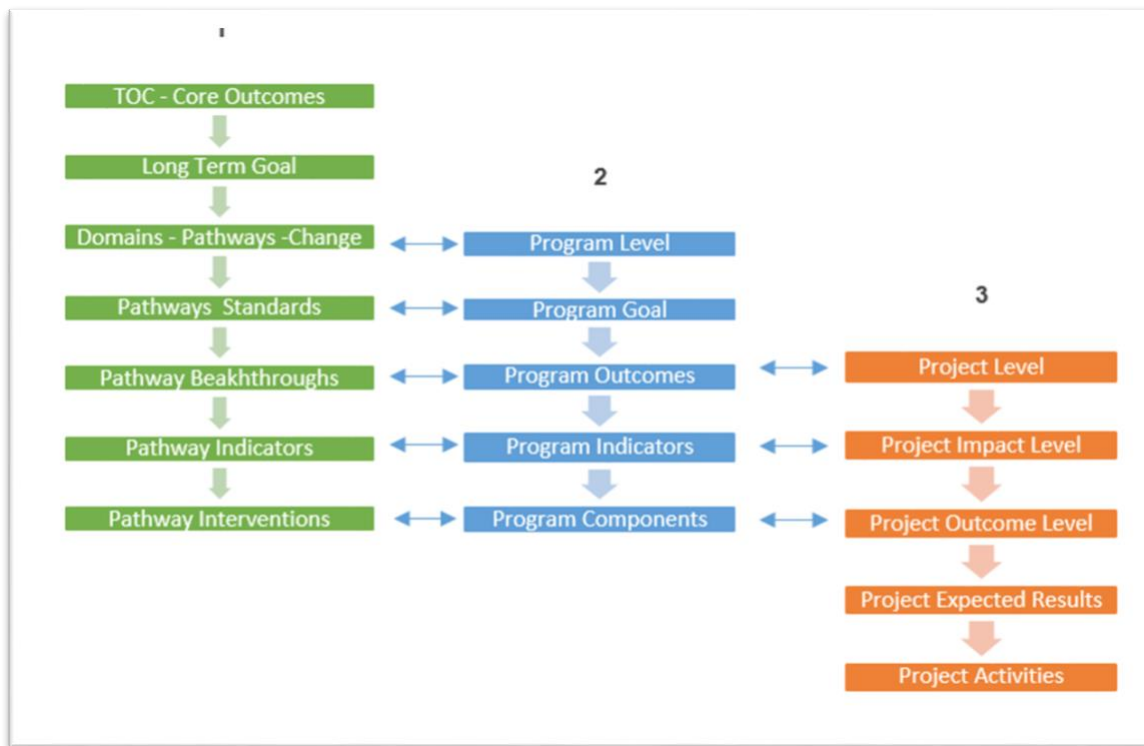 TOC - Core Outcomes
Long Term Goal
Domains - Pathways -Change
Pathways Standards
Pathway Beakhthroughs
Pathway Indicators
Pathway Interventions
2
Program Level
Program Goal
Program Outcomes
Program Indicators
Program Components
3
Project Level
Project Impact Level
Project Outcome Level
Project Expected Results
Project Activities